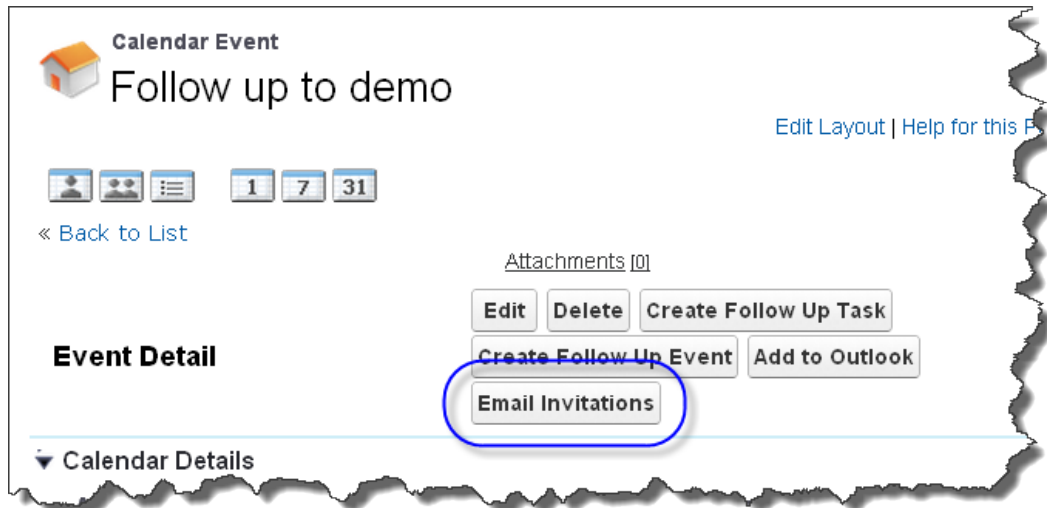 Calendar Event
Follow up to demo
Edit Layout | Help for this
1 7 31
« Back to List
Attachments [0]
Edit Delete Create Follow Up Task
Event Detail
Create Follow Up Event Add to Outlook
Email Invitations
Calendar Details